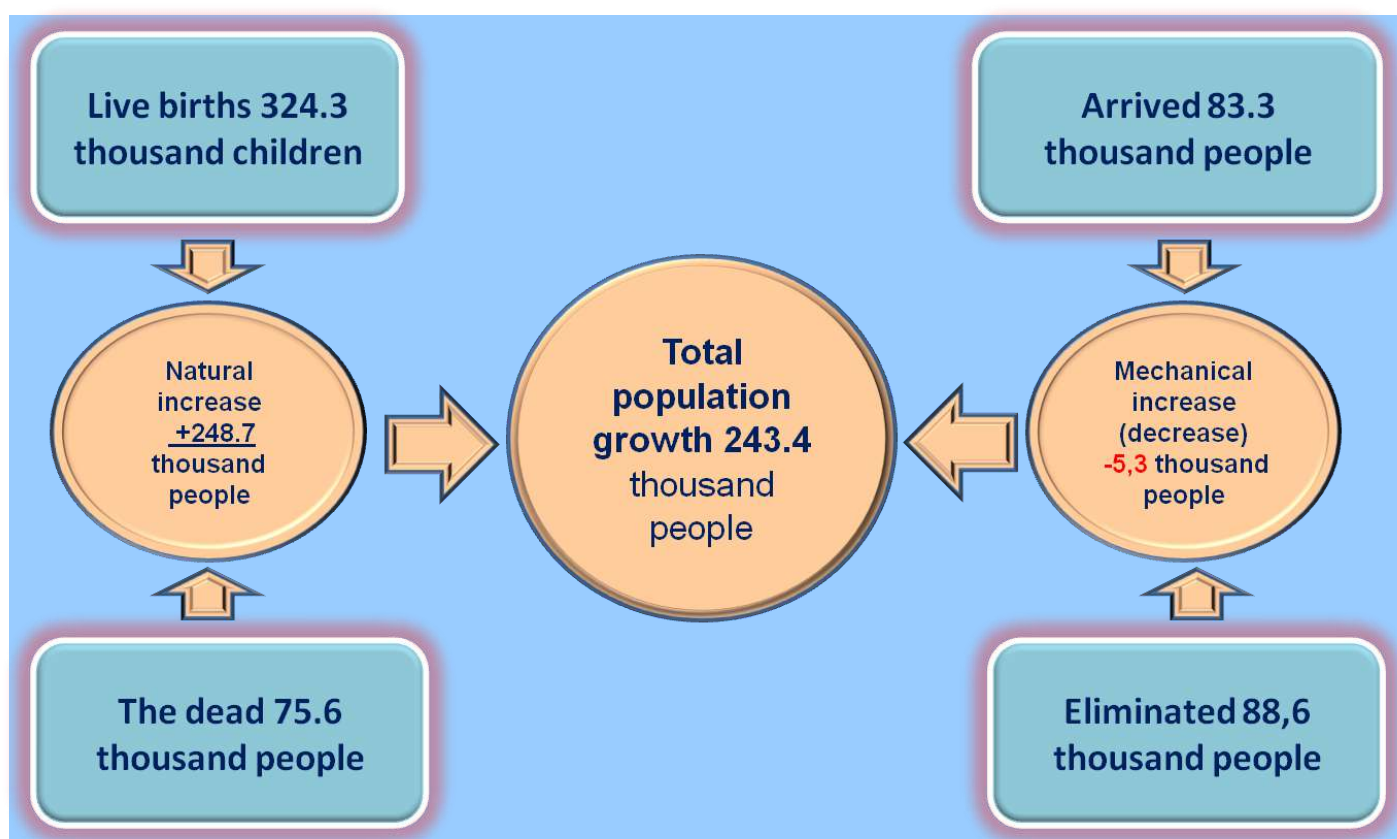 Live births 324.3
thousand children
Arrived 83.3
thousand people
Natural
increase
+248.7
thousand
people
Total
population
growth 243.4
thousand
people
Mechanical
increase
(decrease)
-5,3 thousand
people
The dead 75.6
thousand people
Eliminated 88,6
thousand people